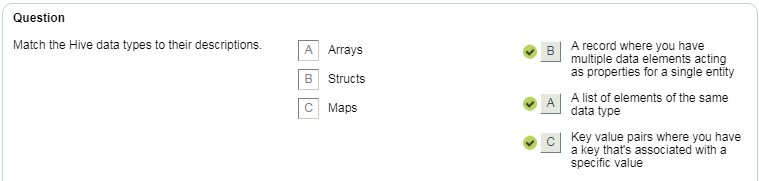 Question
Match the Hive data types to their descriptions.
A Arrays
B Structs
C Maps
B A record where you have
multiple data elements acting
as properties for a single entity
A A list of elements of the same
data type
C Key value pairs where you have
a key that's associated with a
specific value